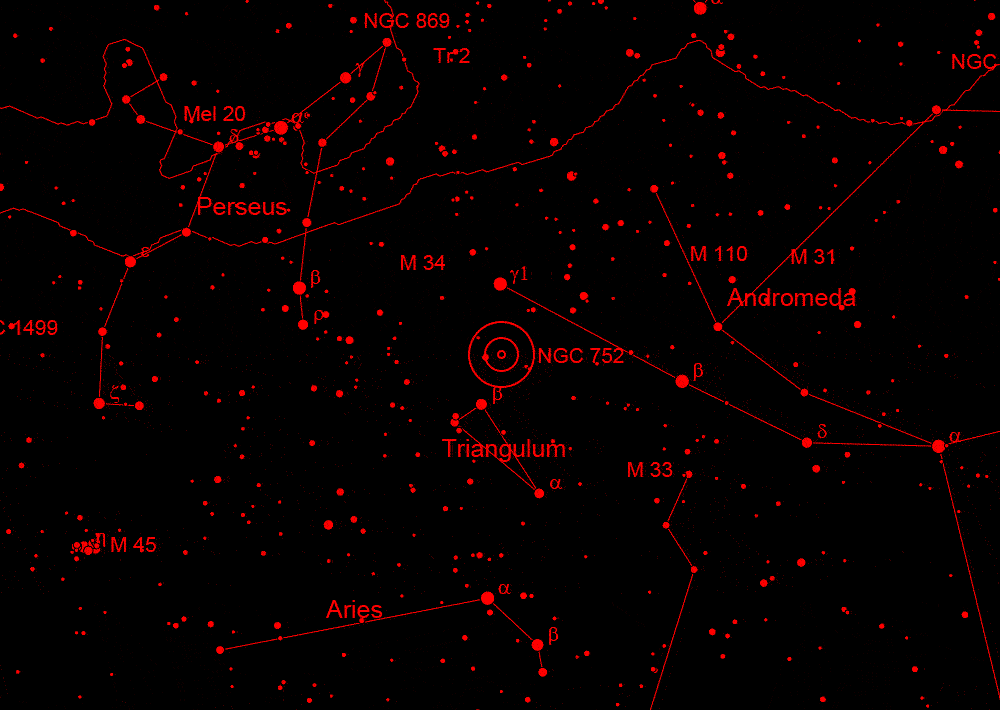 α
NGC 869
γ
Tr 2
NGC
Mel 20
α
δ
Perseus
ε
M 34
M 110
M 31
γ1
β
Andromeda
ρ
C 1499
NGC 752
β
ζ
β
δ
α
Triangulum
M 33
α
η
M 45
α
Aries
β